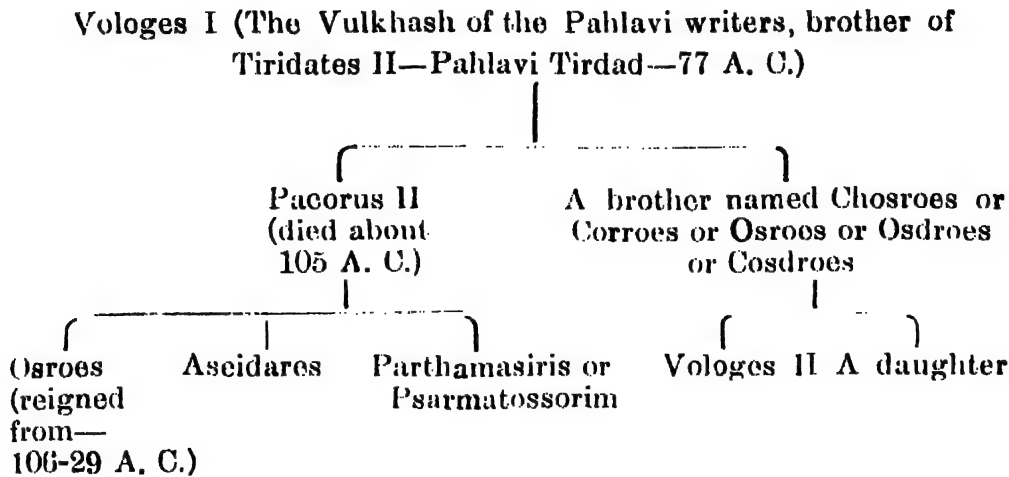 Vologes I (The Vulkhash of the Pahlavi writers, brother of
Tiridates II—Pahlavi Tirdad—77 A. C.)
Pacorus II
(died about
105 A. C.)
A brother named Chosroes or
Corroes or Osroos or Osdroes
or Cosdroes
Osroes
(reigned
from—
106-29 A. C.)
Ascidares
Parthamasiris or
Psarmatossorim
Vologes II A daughter